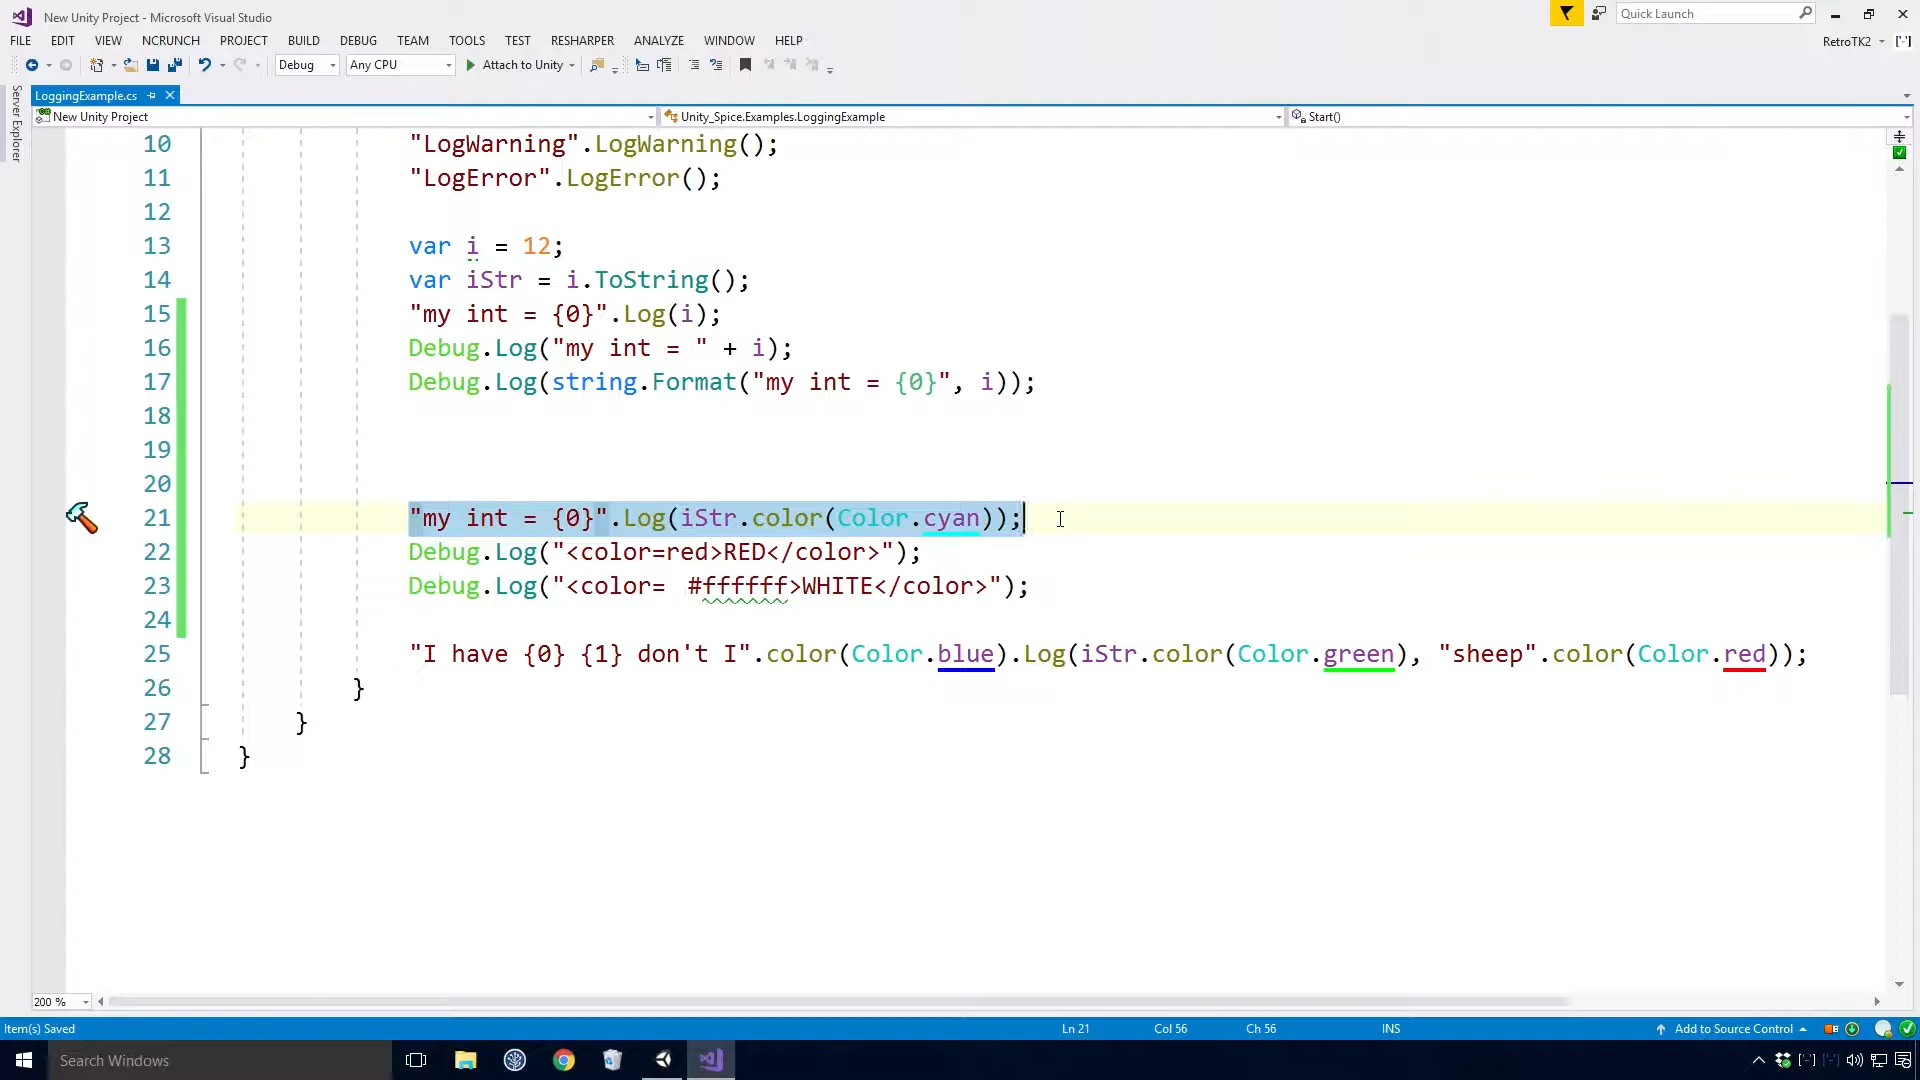 New Unity Project - Microsoft Visual Studio
Quick Launch
FILE EDIT VIEW NCRUNCH PROJECT BUILD DEBUG TEAM TOOLS TEST RESHARPER ANALYZE WINDOW HELP
RetroTK2
Debug Any CPU Attach to Unity
Server Explorer
LoggingExample.cs
New Unity Project Unity_Spice.Examples.LoggingExample Start()
10 "LogWarning".LogWarning();
11 "LogError".LogError();
12
13 var i = 12;
14 var iStr = i.ToString();
15 "my int = {0}".Log(i);
16 Debug.Log("my int = " + i);
17 Debug.Log(string.Format("my int = {0}", i));
18
19
20
21 "my int = {0}".Log(iStr.color(Color.cyan));
22 Debug.Log("<color=red>RED</color>");
23 Debug.Log("<color= #ffffff>WHITE</color>");
24
25 "I have {0} {1} don't I".color(Color.blue).Log(iStr.color(Color.green), "sheep".color(Color.red));
26 }
27 }
28 }
200 %
Item(s) Saved Ln 21 Col 56 Ch 56 INS Add to Source Control
Search Windows